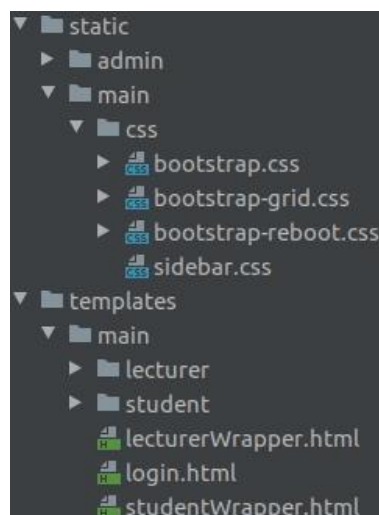 static
admin
main
css
bootstrap.css
bootstrap-grid.css
bootstrap-reboot.css
sidebar.css
templates
main
lecturer
student
lecturerWrapper.html
login.html
studentWrapper.html